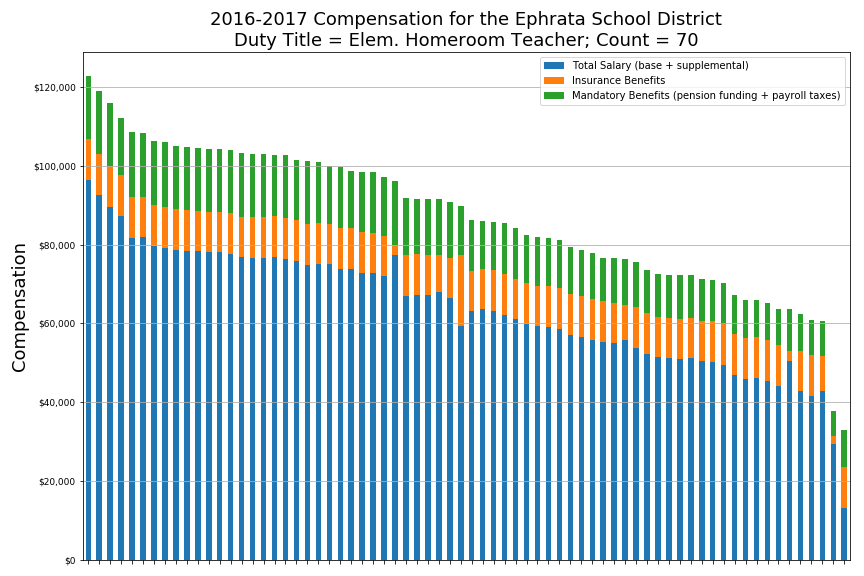 2016-2017 Compensation for the Ephrata School District
Duty Title = Elem. Homeroom Teacher; Count = 70
Total Salary (base + supplemental)
Insurance Benefits
Mandatory Benefits (pension funding + payroll taxes)
Compensation
$120,000
$100,000
$80,000
$60,000
$40,000
$20,000
$0